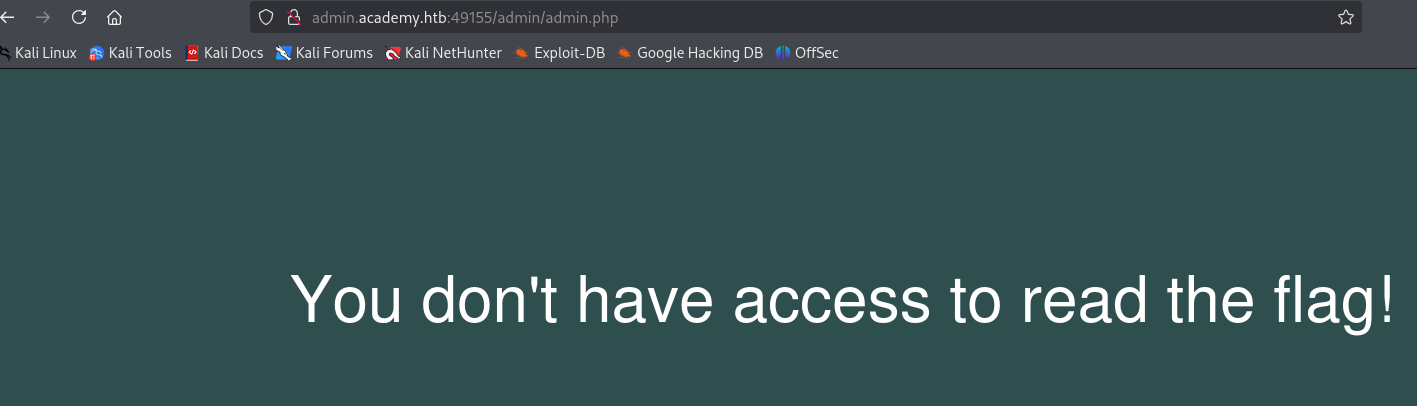 admin.academy.htb:49155/admin/admin.php
Kali Linux Kali Tools Kali Docs Kali Forums Kali NetHunter Exploit-DB Google Hacking DB OffSec
You don't have access to read the flag!